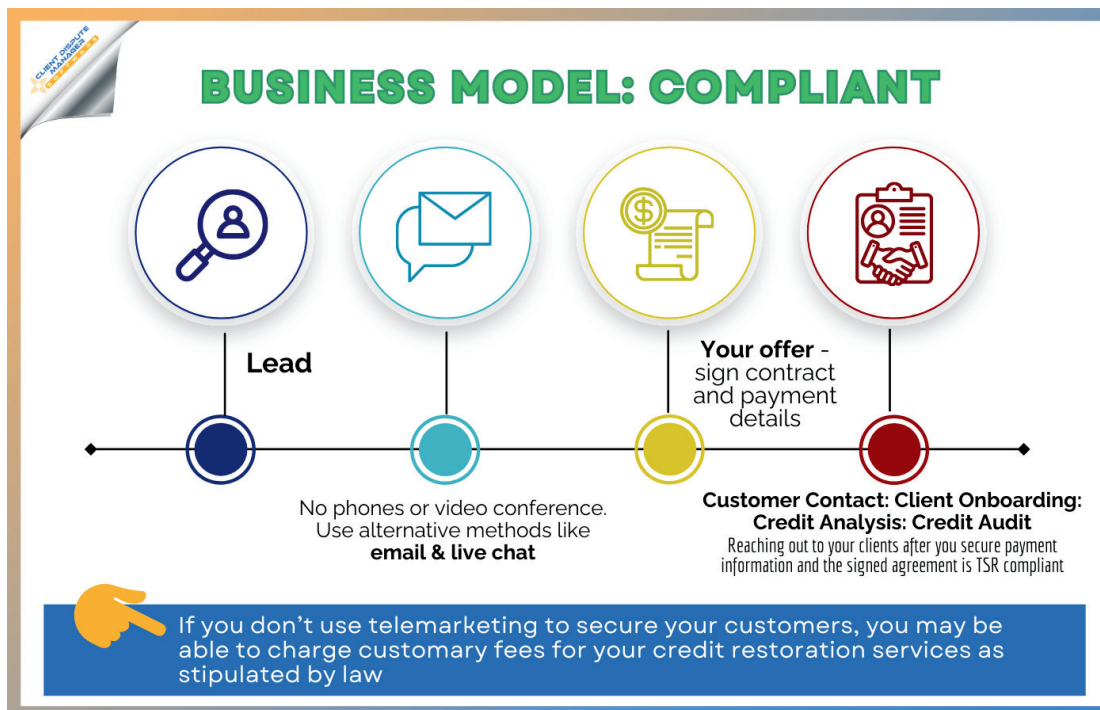 CLIENT DISPUTE
MANAGER
SOFTWARE
BUSINESS MODEL: COMPLIANT
Lead
No phones or video conference.
Use alternative methods like
email & live chat
Your offer -
sign contract
and payment
details
Customer Contact: Client Onboarding:
Credit Analysis: Credit Audit
Reaching out to your clients after you secure payment
information and the signed agreement is TSR compliant
If you don't use telemarketing to secure your customers, you may be
able to charge customary fees for your credit restoration services as
stipulated by law